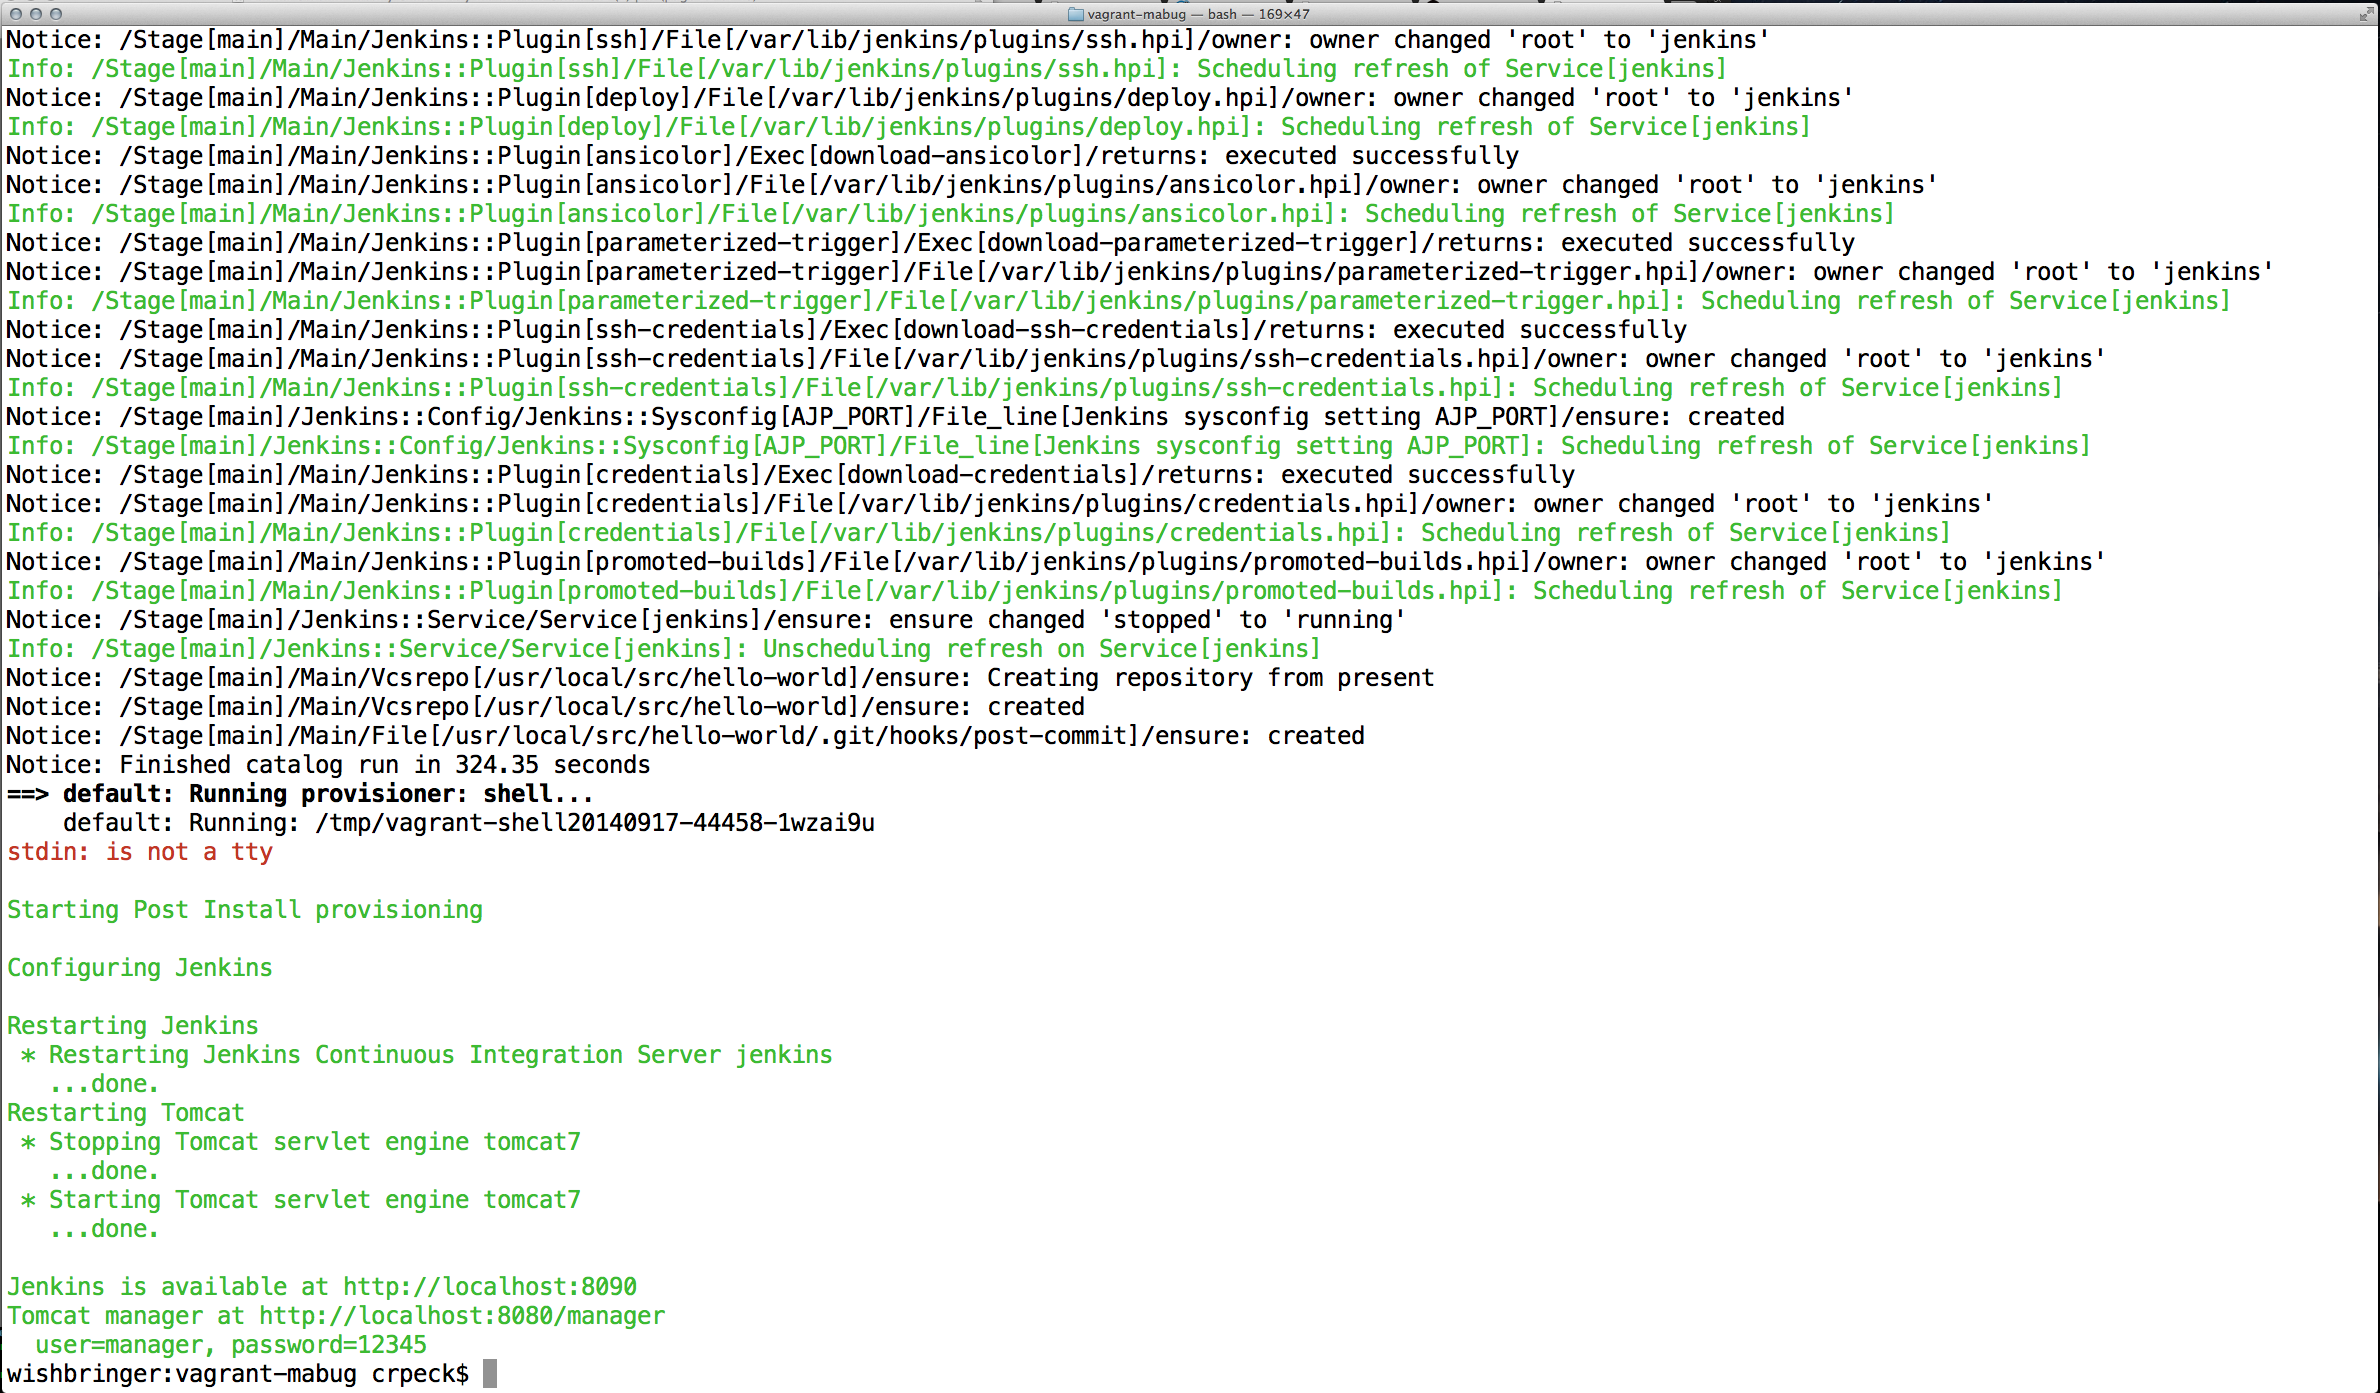 vagrant-mabug — bash — 169×47
Notice: /Stage[main]/Main/Jenkins::Plugin[ssh]/File[/var/lib/jenkins/plugins/ssh.hpi]/owner: owner changed 'root' to 'jenkins'
Info: /Stage[main]/Main/Jenkins::Plugin[ssh]/File[/var/lib/jenkins/plugins/ssh.hpi]: Scheduling refresh of Service[jenkins]
Notice: /Stage[main]/Main/Jenkins::Plugin[deploy]/File[/var/lib/jenkins/plugins/deploy.hpi]/owner: owner changed 'root' to 'jenkins'
Info: /Stage[main]/Main/Jenkins::Plugin[deploy]/File[/var/lib/jenkins/plugins/deploy.hpi]: Scheduling refresh of Service[jenkins]
Notice: /Stage[main]/Main/Jenkins::Plugin[ansicolor]/Exec[download-ansicolor]/returns: executed successfully
Notice: /Stage[main]/Main/Jenkins::Plugin[ansicolor]/File[/var/lib/jenkins/plugins/ansicolor.hpi]/owner: owner changed 'root' to 'jenkins'
Info: /Stage[main]/Main/Jenkins::Plugin[ansicolor]/File[/var/lib/jenkins/plugins/ansicolor.hpi]: Scheduling refresh of Service[jenkins]
Notice: /Stage[main]/Main/Jenkins::Plugin[parameterized-trigger]/Exec[download-parameterized-trigger]/returns: executed successfully
Notice: /Stage[main]/Main/Jenkins::Plugin[parameterized-trigger]/File[/var/lib/jenkins/plugins/parameterized-trigger.hpi]/owner: owner changed 'root' to 'jenkins'
Info: /Stage[main]/Main/Jenkins::Plugin[parameterized-trigger]/File[/var/lib/jenkins/plugins/parameterized-trigger.hpi]: Scheduling refresh of Service[jenkins]
Notice: /Stage[main]/Main/Jenkins::Plugin[ssh-credentials]/Exec[download-ssh-credentials]/returns: executed successfully
Notice: /Stage[main]/Main/Jenkins::Plugin[ssh-credentials]/File[/var/lib/jenkins/plugins/ssh-credentials.hpi]/owner: owner changed 'root' to 'jenkins'
Info: /Stage[main]/Main/Jenkins::Plugin[ssh-credentials]/File[/var/lib/jenkins/plugins/ssh-credentials.hpi]: Scheduling refresh of Service[jenkins]
Notice: /Stage[main]/Jenkins::Config/Jenkins::Sysconfig[AJP_PORT]/File_line[Jenkins sysconfig setting AJP_PORT]/ensure: created
Info: /Stage[main]/Jenkins::Config/Jenkins::Sysconfig[AJP_PORT]/File_line[Jenkins sysconfig setting AJP_PORT]: Scheduling refresh of Service[jenkins]
Notice: /Stage[main]/Main/Jenkins::Plugin[credentials]/Exec[download-credentials]/returns: executed successfully
Notice: /Stage[main]/Main/Jenkins::Plugin[credentials]/File[/var/lib/jenkins/plugins/credentials.hpi]/owner: owner changed 'root' to 'jenkins'
Info: /Stage[main]/Main/Jenkins::Plugin[credentials]/File[/var/lib/jenkins/plugins/credentials.hpi]: Scheduling refresh of Service[jenkins]
Notice: /Stage[main]/Main/Jenkins::Plugin[promoted-builds]/File[/var/lib/jenkins/plugins/promoted-builds.hpi]/owner: owner changed 'root' to 'jenkins'
Info: /Stage[main]/Main/Jenkins::Plugin[promoted-builds]/File[/var/lib/jenkins/plugins/promoted-builds.hpi]: Scheduling refresh of Service[jenkins]
Notice: /Stage[main]/Jenkins::Service/Service[jenkins]/ensure: ensure changed 'stopped' to 'running'
Info: /Stage[main]/Jenkins::Service/Service[jenkins]: Unscheduling refresh on Service[jenkins]
Notice: /Stage[main]/Main/Vcsrepo[/usr/local/src/hello-world]/ensure: Creating repository from present
Notice: /Stage[main]/Main/Vcsrepo[/usr/local/src/hello-world]/ensure: created
Notice: /Stage[main]/Main/File[/usr/local/src/hello-world/.git/hooks/post-commit]/ensure: created
Notice: Finished catalog run in 324.35 seconds
==> default: Running provisioner: shell...
    default: Running: /tmp/vagrant-shell20140917-44458-1wzai9u
stdin: is not a tty
Starting Post Install provisioning
Configuring Jenkins
Restarting Jenkins
 * Restarting Jenkins Continuous Integration Server jenkins
   ...done.
Restarting Tomcat
 * Stopping Tomcat servlet engine tomcat7
   ...done.
 * Starting Tomcat servlet engine tomcat7
   ...done.
Jenkins is available at http://localhost:8090
Tomcat manager at http://localhost:8080/manager
  user=manager, password=12345
wishbringer:vagrant-mabug crpeck$